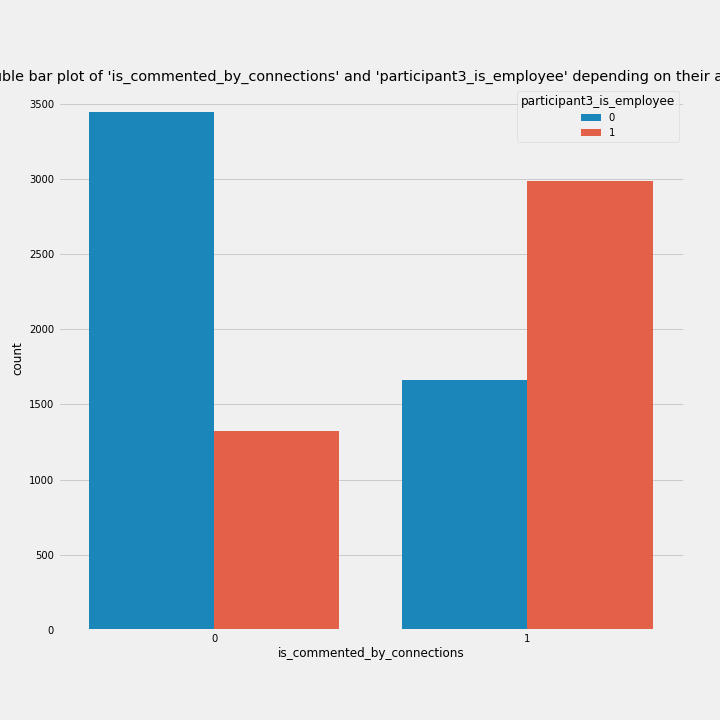 uble bar plot of 'is_commented_by_connections' and 'participant3_is_employee' depending on their a
participant3_is_employee
0
1
3500
3000
2500
2000
1500
1000
500
0
count
0 1
is_commented_by_connections